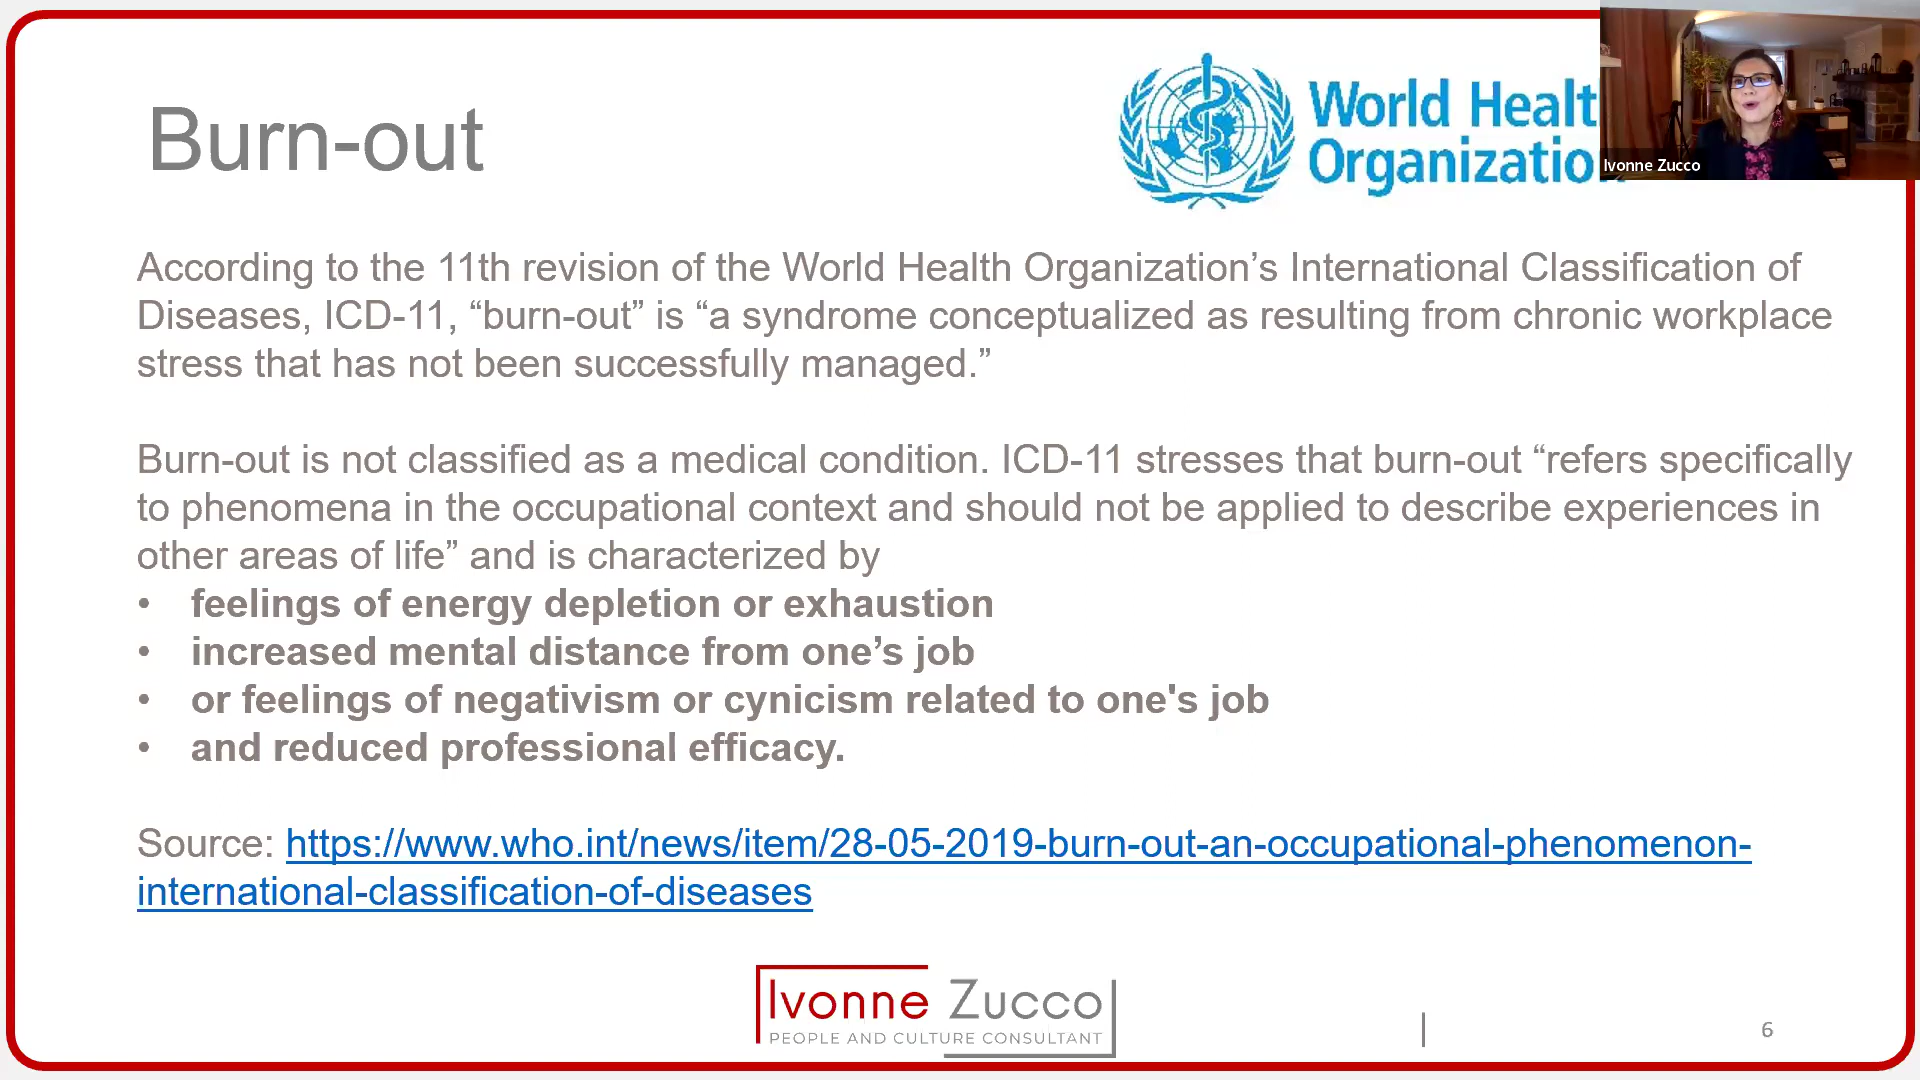 Burn-out
World Healt
Organizatio
Ivonne Zucco
According to the 11th revision of the World Health Organization’s International Classification of
Diseases, ICD-11, “burn-out” is “a syndrome conceptualized as resulting from chronic workplace
stress that has not been successfully managed.”
Burn-out is not classified as a medical condition. ICD-11 stresses that burn-out “refers specifically
to phenomena in the occupational context and should not be applied to describe experiences in
other areas of life” and is characterized by
• feelings of energy depletion or exhaustion
• increased mental distance from one’s job
• or feelings of negativism or cynicism related to one's job
• and reduced professional efficacy.
Source: https://www.who.int/news/item/28-05-2019-burn-out-an-occupational-phenomenon-
international-classification-of-diseases
Ivonne Zucco
PEOPLE AND CULTURE CONSULTANT
6